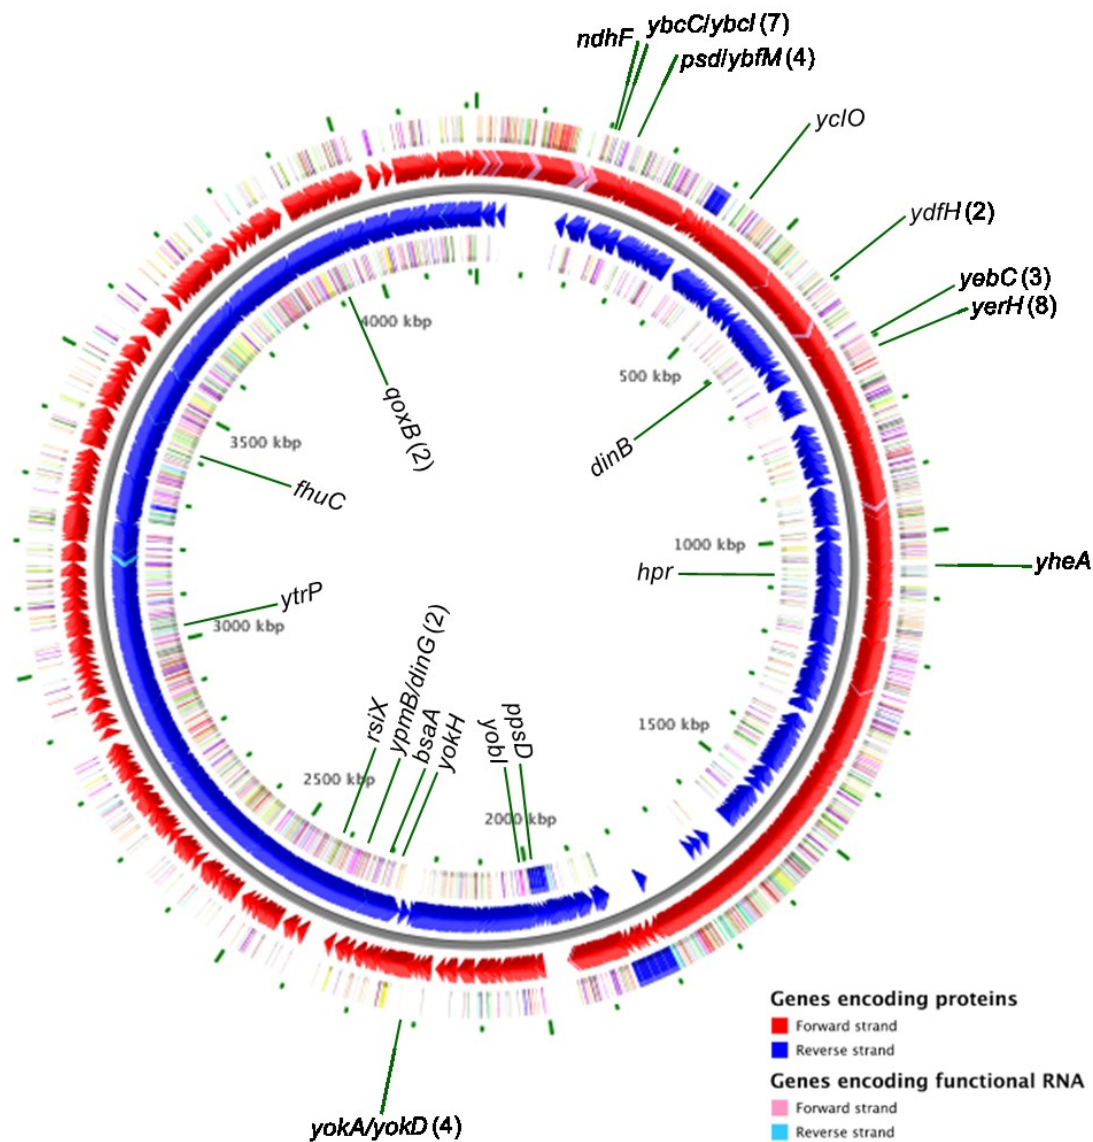 ndhF
ybcC/ybcI (7)
psd/ybfM (4)
yclO
ydfH (2)
yebC (3)
yerH (8)
4000 kbp
500 kbp
qoxB (2)
3500 kbp
dinB
fhuC
1000 kbp
hpr
yheA
ytrP
3000 kbp
rsiX
ypmB/dinG (2)
bsaA
yokH
yobI
ppsD
1500 kbp
2500 kbp
2000 kbp
Genes encoding proteins
Forward strand
Reverse strand
Genes encoding functional RNA
Forward strand
Reverse strand
yokA/yokD (4)